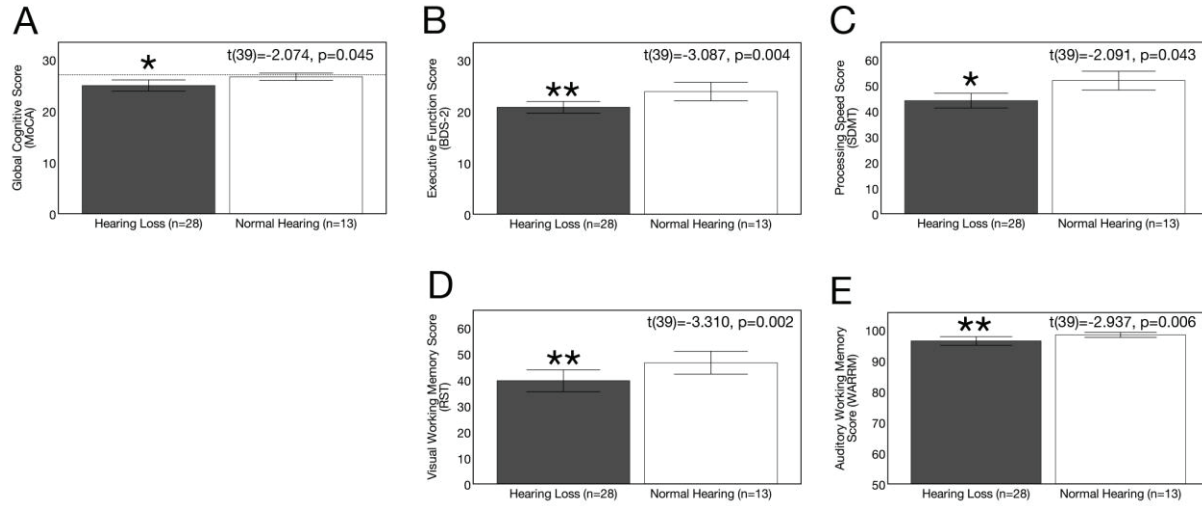 A
t(39)=-2.074, p=0.045
*
Global Cognitive Score
(MoCA)
30
20
10
0
Hearing Loss (n=28)
Normal Hearing (n=13)
B
t(39)=-3.087, p=0.004
**
Executive Function Score
(BDS-2)
30
20
10
0
Hearing Loss (n=28)
Normal Hearing (n=13)
C
t(39)=-2.091, p=0.043
*
Processing Speed Score
(SDMT)
60
50
40
30
20
10
0
Hearing Loss (n=28)
Normal Hearing (n=13)
D
t(39)=-3.310, p=0.002
**
Visual Working Memory Score
(RST)
60
50
40
30
20
10
0
Hearing Loss (n=28)
Normal Hearing (n=13)
E
t(39)=-2.937, p=0.006
**
Auditory Working Memory
Score (WARRM)
100
90
80
70
60
50
Hearing Loss (n=28)
Normal Hearing (n=13)